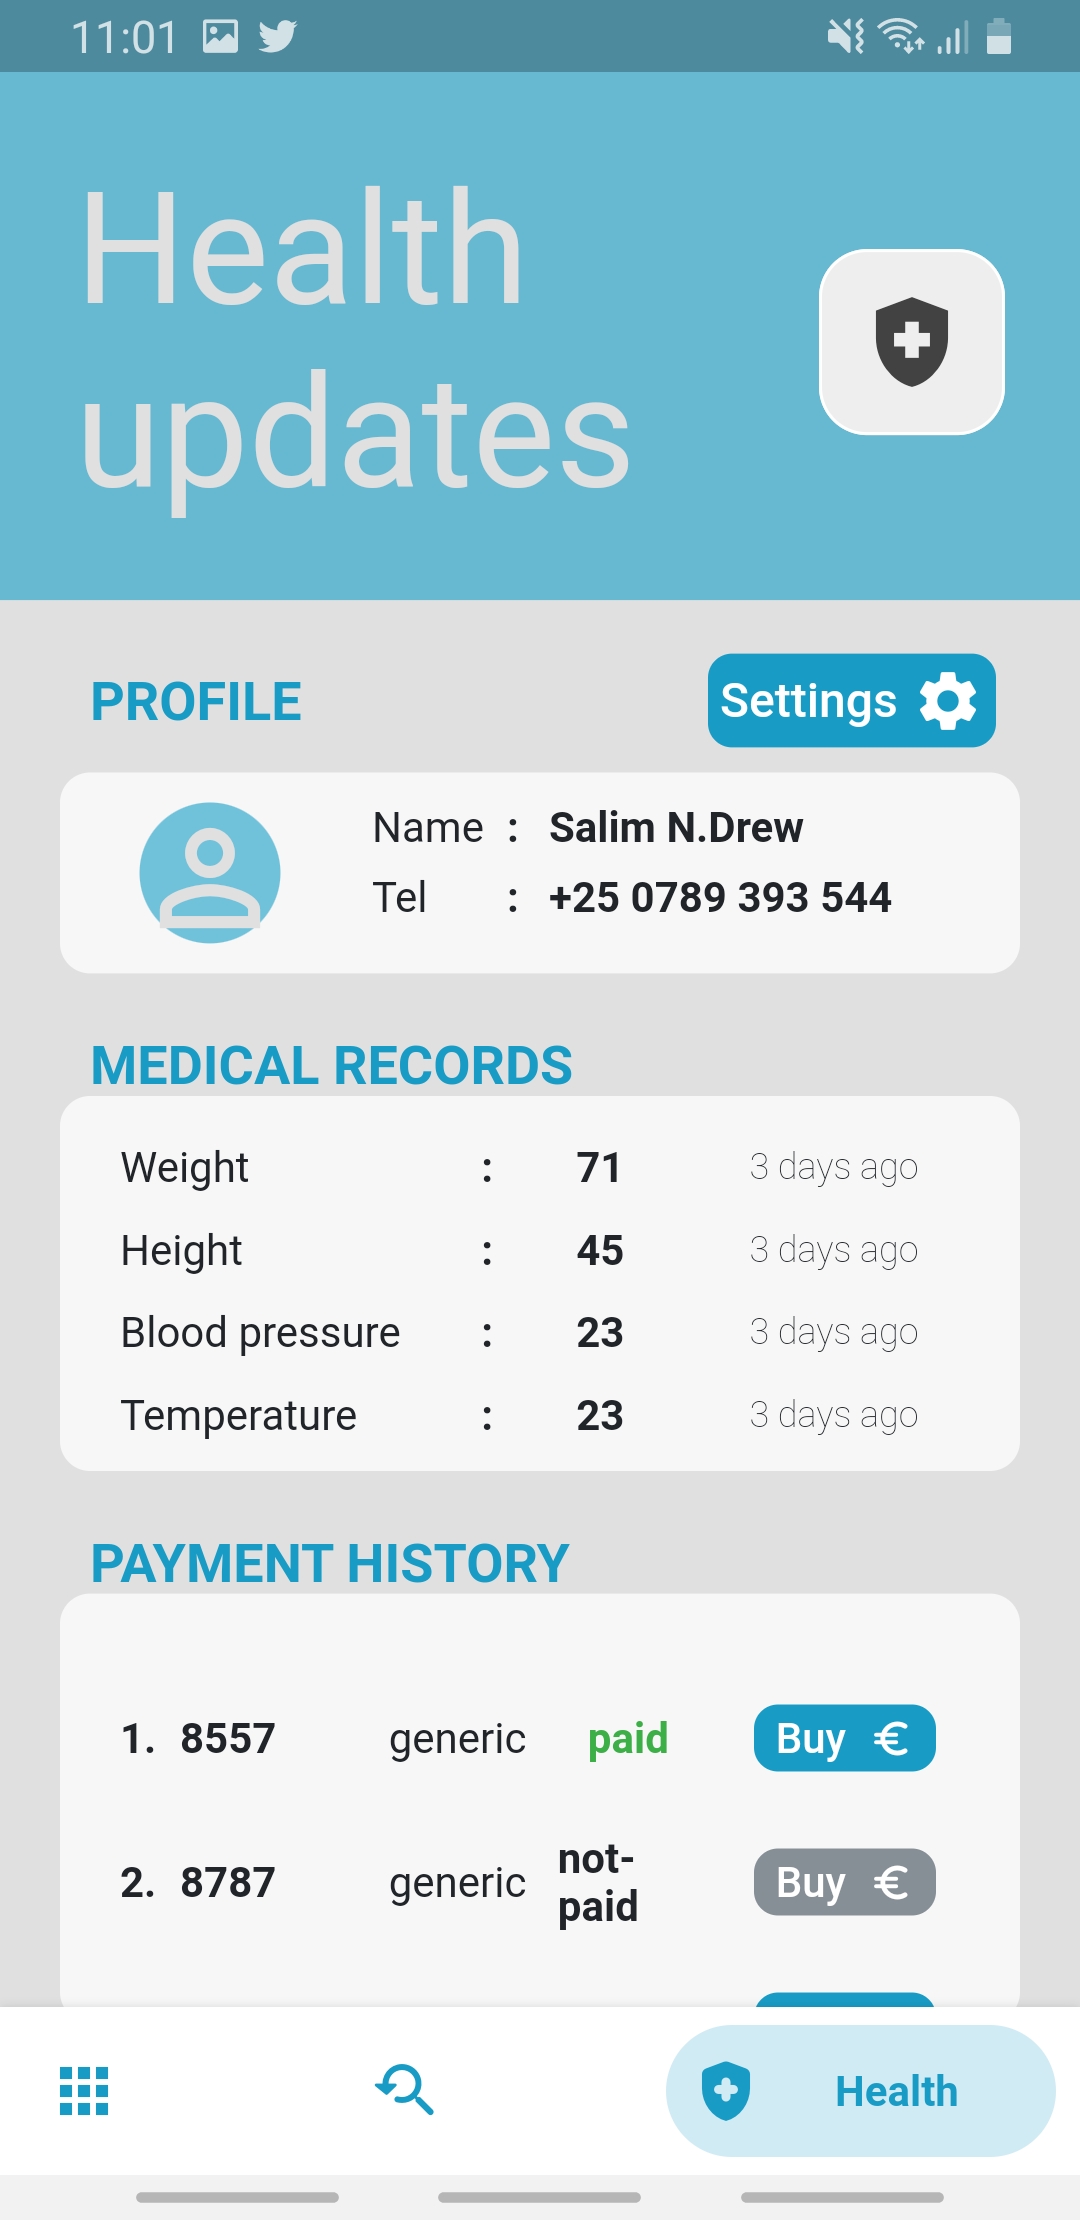 11:01
Health
updates
PROFILE
Settings
Name : Salim N.Drew
Tel : +25 0789 393 544
MEDICAL RECORDS
Weight : 71 3 days ago
Height : 45 3 days ago
Blood pressure : 23 3 days ago
Temperature : 23 3 days ago
PAYMENT HISTORY
1. 8557 generic paid Buy €
2. 8787 generic not-
paid Buy €
Health